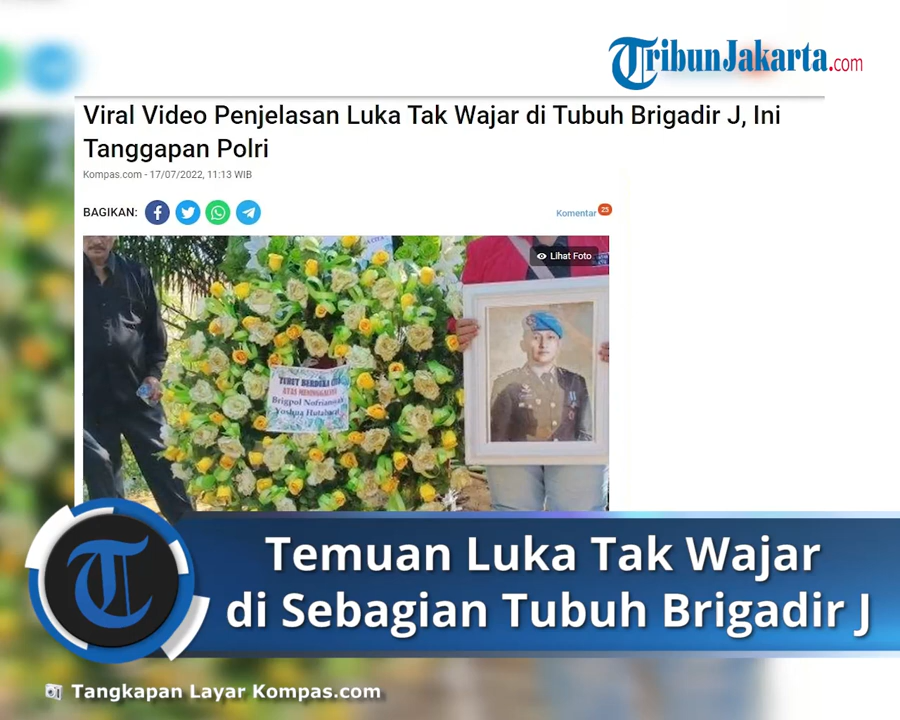 TribunJakarta.com
Viral Video Penjelasan Luka Tak Wajar di Tubuh Brigadir J, Ini
Tanggapan Polri
Kompas.com - 17/07/2022, 11:13 WIB
BAGIKAN:
Komentar 25
Lihat Foto
TURUT BERDUKA CITA
ATAS MENINGGALNYA
Brigpol Nofriansyah
Yoshua Hutabarat
Temuan Luka Tak Wajar
di Sebagian Tubuh Brigadir J
Tangkapan Layar Kompas.com